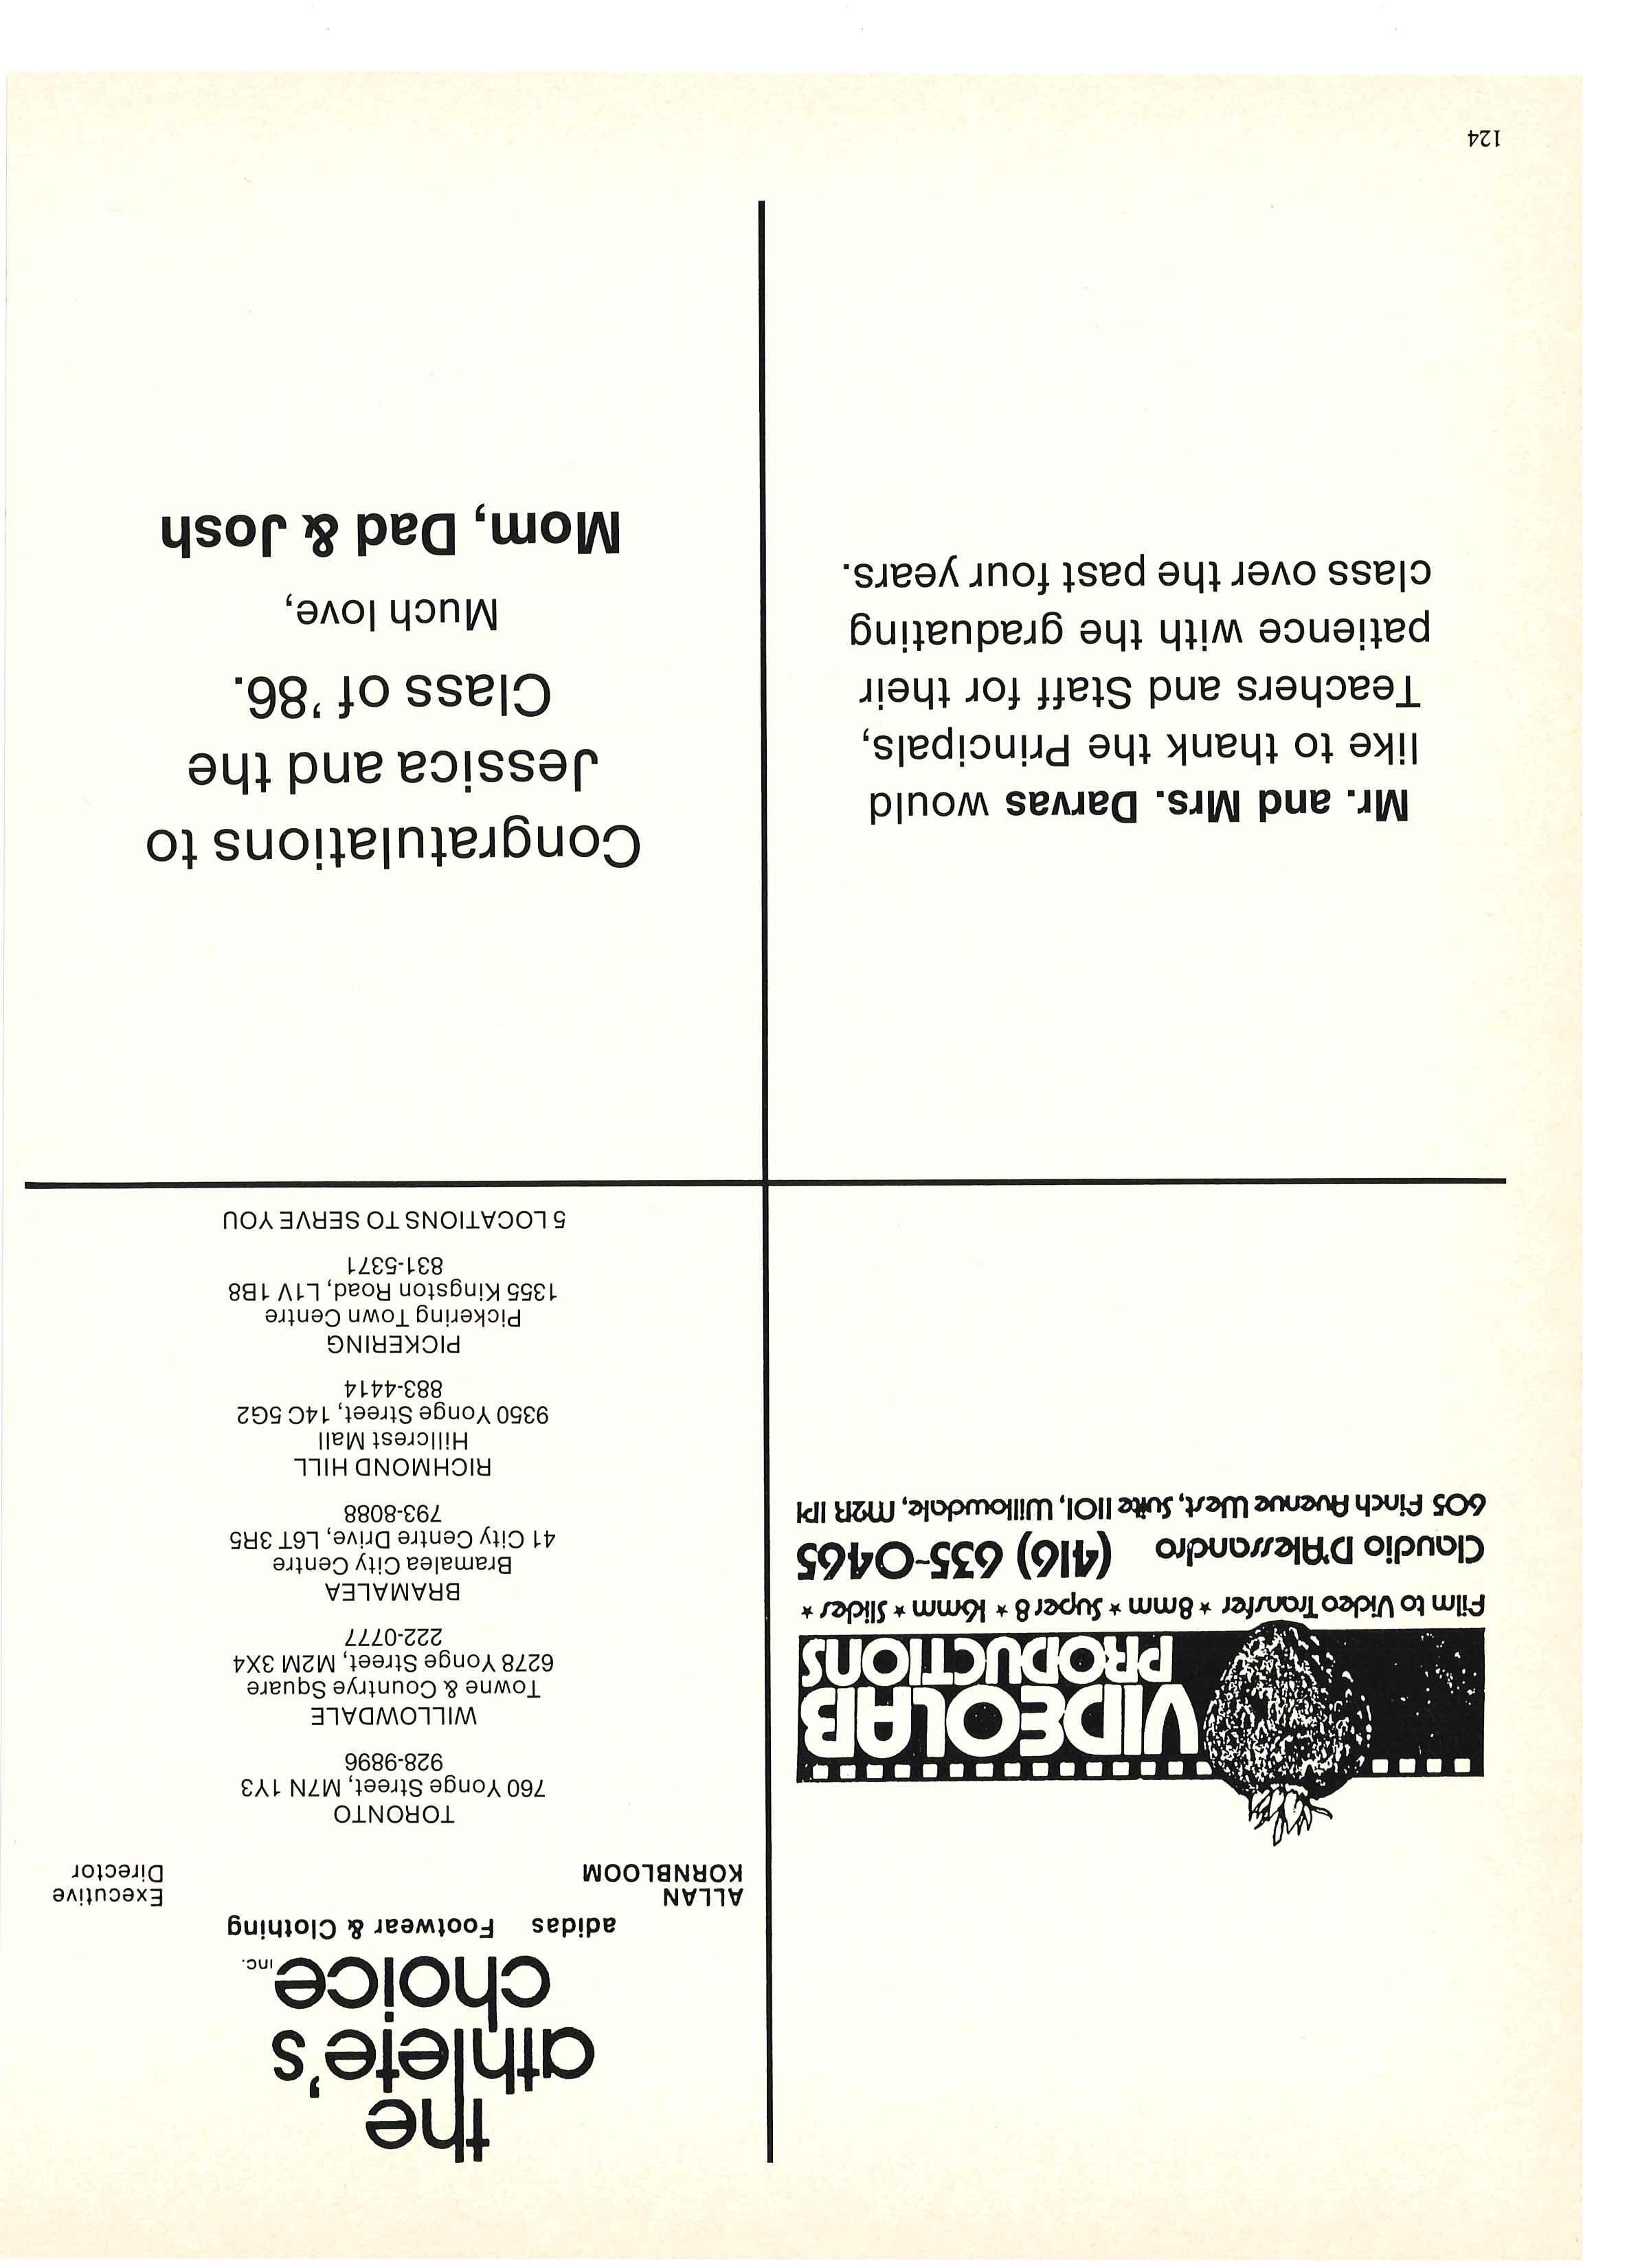 VIDEOLAB
PRODUCTIONS
Film to Video Transfer * 8mm * Super 8 * 16mm * Slides *
Claudio D'Alessandro (416) 635-0465
605 Finch Avenue West, Suite 1101, Willowdale, M2R 1P1
the
athlete's
choice inc.
adidas Footwear & Clothing
ALLAN
KORNBLOOM
Executive
Director
TORONTO
760 Yonge Street, M7N 1Y3
928-9896
WILLOWDALE
Towne & Countrye Square
6278 Yonge Street, M2M 3X4
222-0777
BRAMALEA
Bramalea City Centre
41 City Centre Drive, L6T 3R5
793-8088
RICHMOND HILL
Hillcrest Mall
9350 Yonge Street, 14C 5G2
883-4414
PICKERING
Pickering Town Centre
1355 Kingston Road, L1V 1B8
831-5371
5 LOCATIONS TO SERVE YOU
Mr. and Mrs. Darvas would
like to thank the Principals,
Teachers and Staff for their
patience with the graduating
class over the past four years.
Congratulations to
Jessica and the
Class of '86.
Much love,
Mom, Dad & Josh
124